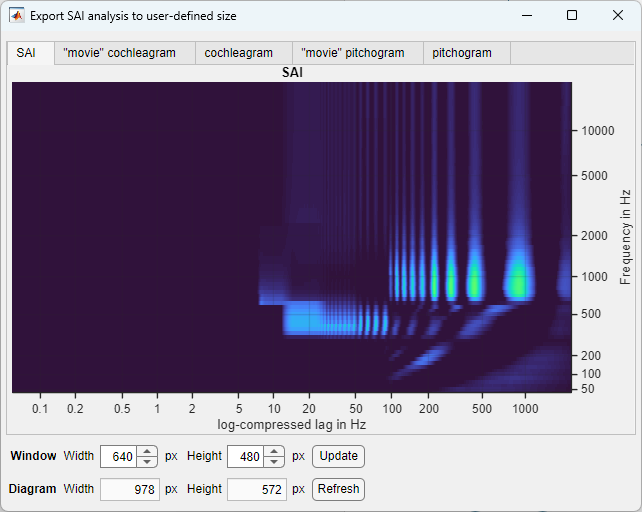 Export SAI analysis to user-defined size
SAI "movie" cochleagram cochleagram "movie" pitchogram pitchogram
SAI
10000
5000
2000
1000
500
200
100
50
Frequency in Hz
0.1 0.2 0.5 1 2 5 10 20 50 100 200 500 1000
log-compressed lag in Hz
Window Width 640 px Height 480 px Update
Diagram Width 978 px Height 572 px Refresh